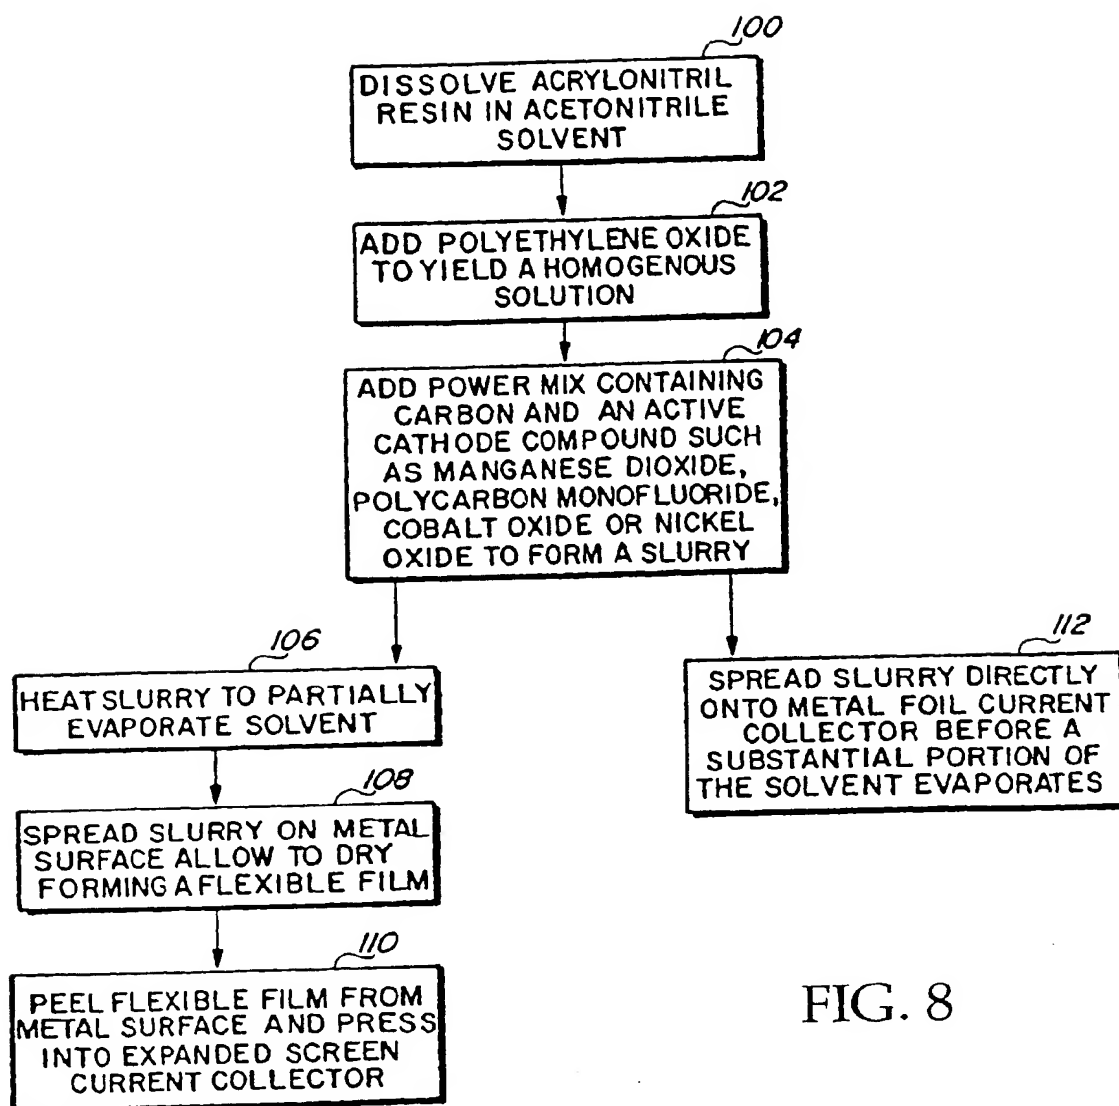 100
DISSOLVE ACRYLONITRIL
RESIN IN ACETONITRILE
SOLVENT
102
ADD POLYETHYLENE OXIDE
TO YIELD A HOMOGENOUS
SOLUTION
104
ADD POWER MIX CONTAINING
CARBON AND AN ACTIVE
CATHODE COMPOUND SUCH
AS MANGANESE DIOXIDE,
POLYCARBON MONOFLUORIDE,
COBALT OXIDE OR NICKEL
OXIDE TO FORM A SLURRY
106
HEAT SLURRY TO PARTIALLY
EVAPORATE SOLVENT
108
SPREAD SLURRY ON METAL
SURFACE ALLOW TO DRY
FORMING A FLEXIBLE FILM
110
PEEL FLEXIBLE FILM FROM
METAL SURFACE AND PRESS
INTO EXPANDED SCREEN
CURRENT COLLECTOR
112
SPREAD SLURRY DIRECTLY
ONTO METAL FOIL CURRENT
COLLECTOR BEFORE A
SUBSTANTIAL PORTION OF
THE SOLVENT EVAPORATES
FIG. 8